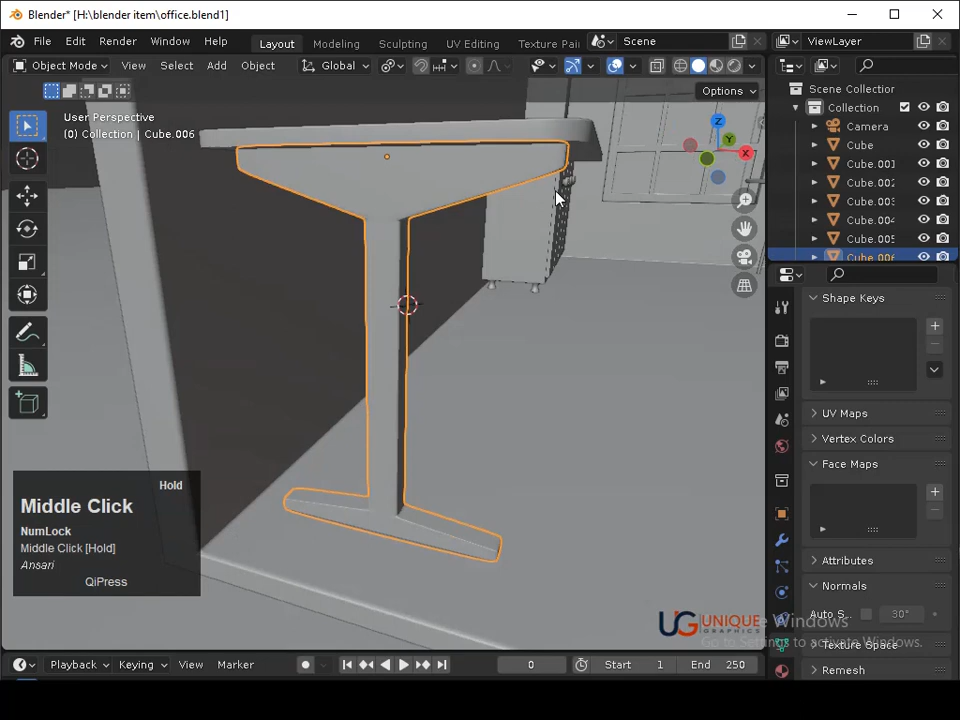 Blender* [H:\blender item\office.blend1]
File Edit Render Window Help
Layout Modeling Sculpting UV Editing Texture Pai
Scene
ViewLayer
Object Mode View Select Add Object Global
Options
User Perspective
(0) Collection | Cube.006
Z
Y
X
Scene Collection
Collection
Camera
Cube
Cube.001
Cube.002
Cube.003
Cube.004
Cube.005
Cube.006
Shape Keys
UV Maps
Vertex Colors
Face Maps
Attributes
Normals
Auto S... 30°
Texture Space
Remesh
Hold
Middle Click
NumLock
Middle Click [Hold]
Ansari
QiPress
UG UNIQUE
GRAPHICS
Windows
Go to Settings to activate Windows.
Playback Keying View Marker
0
Start 1
End 250